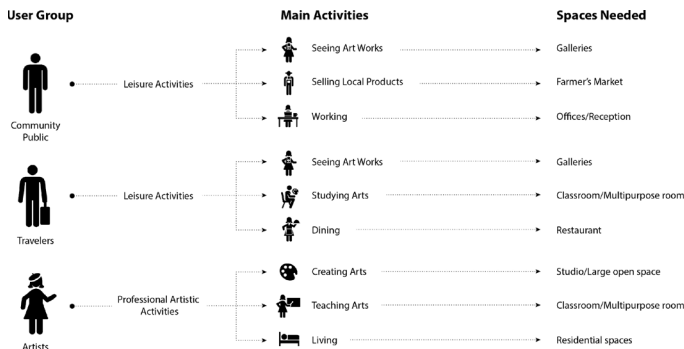 User Group
Main Activities
Spaces Needed
Community
Public
Leisure Activities
Seeing Art Works
Galleries
Selling Local Products
Farmer's Market
Working
Offices/Reception
Travelers
Leisure Activities
Seeing Art Works
Galleries
Studying Arts
Classroom/Multipurpose room
Dining
Restaurant
Artists
Professional Artistic
Activities
Creating Arts
Studio/Large open space
Teaching Arts
Classroom/Multipurpose room
Living
Residential spaces